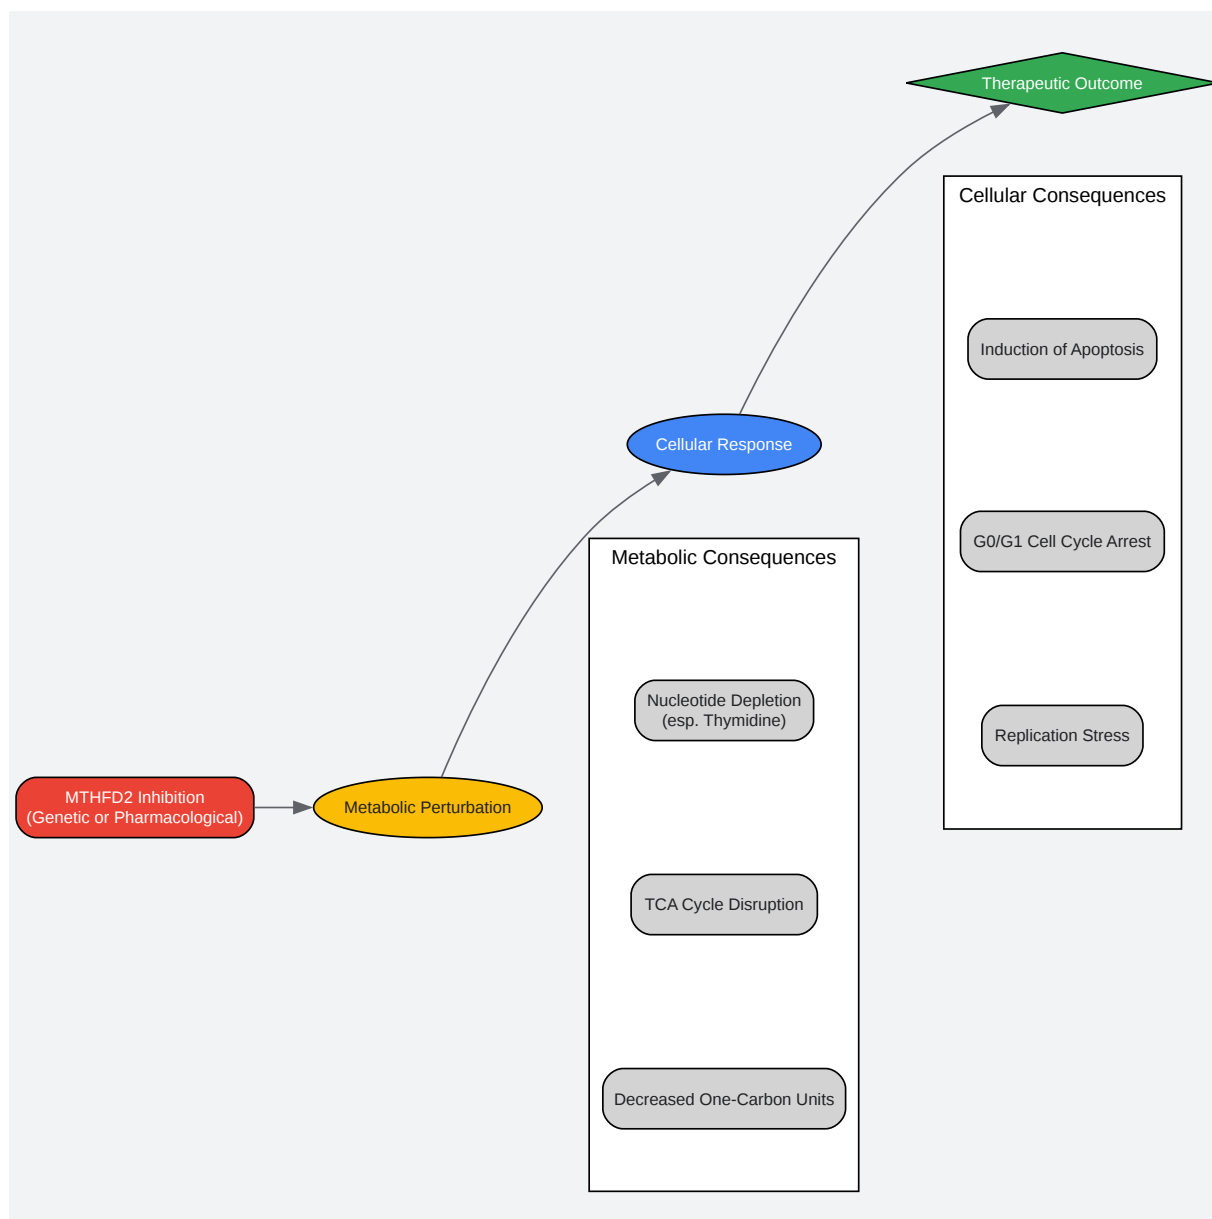 Therapeutic Outcome
Cellular Consequences
Induction of Apoptosis
Cellular Response
G0/G1 Cell Cycle Arrest
Metabolic Consequences
Nucleotide Depletion
(esp. Thymidine)
Replication Stress
MTHFD2 Inhibition
(Genetic or Pharmacological)
Metabolic Perturbation
TCA Cycle Disruption
Decreased One-Carbon Units